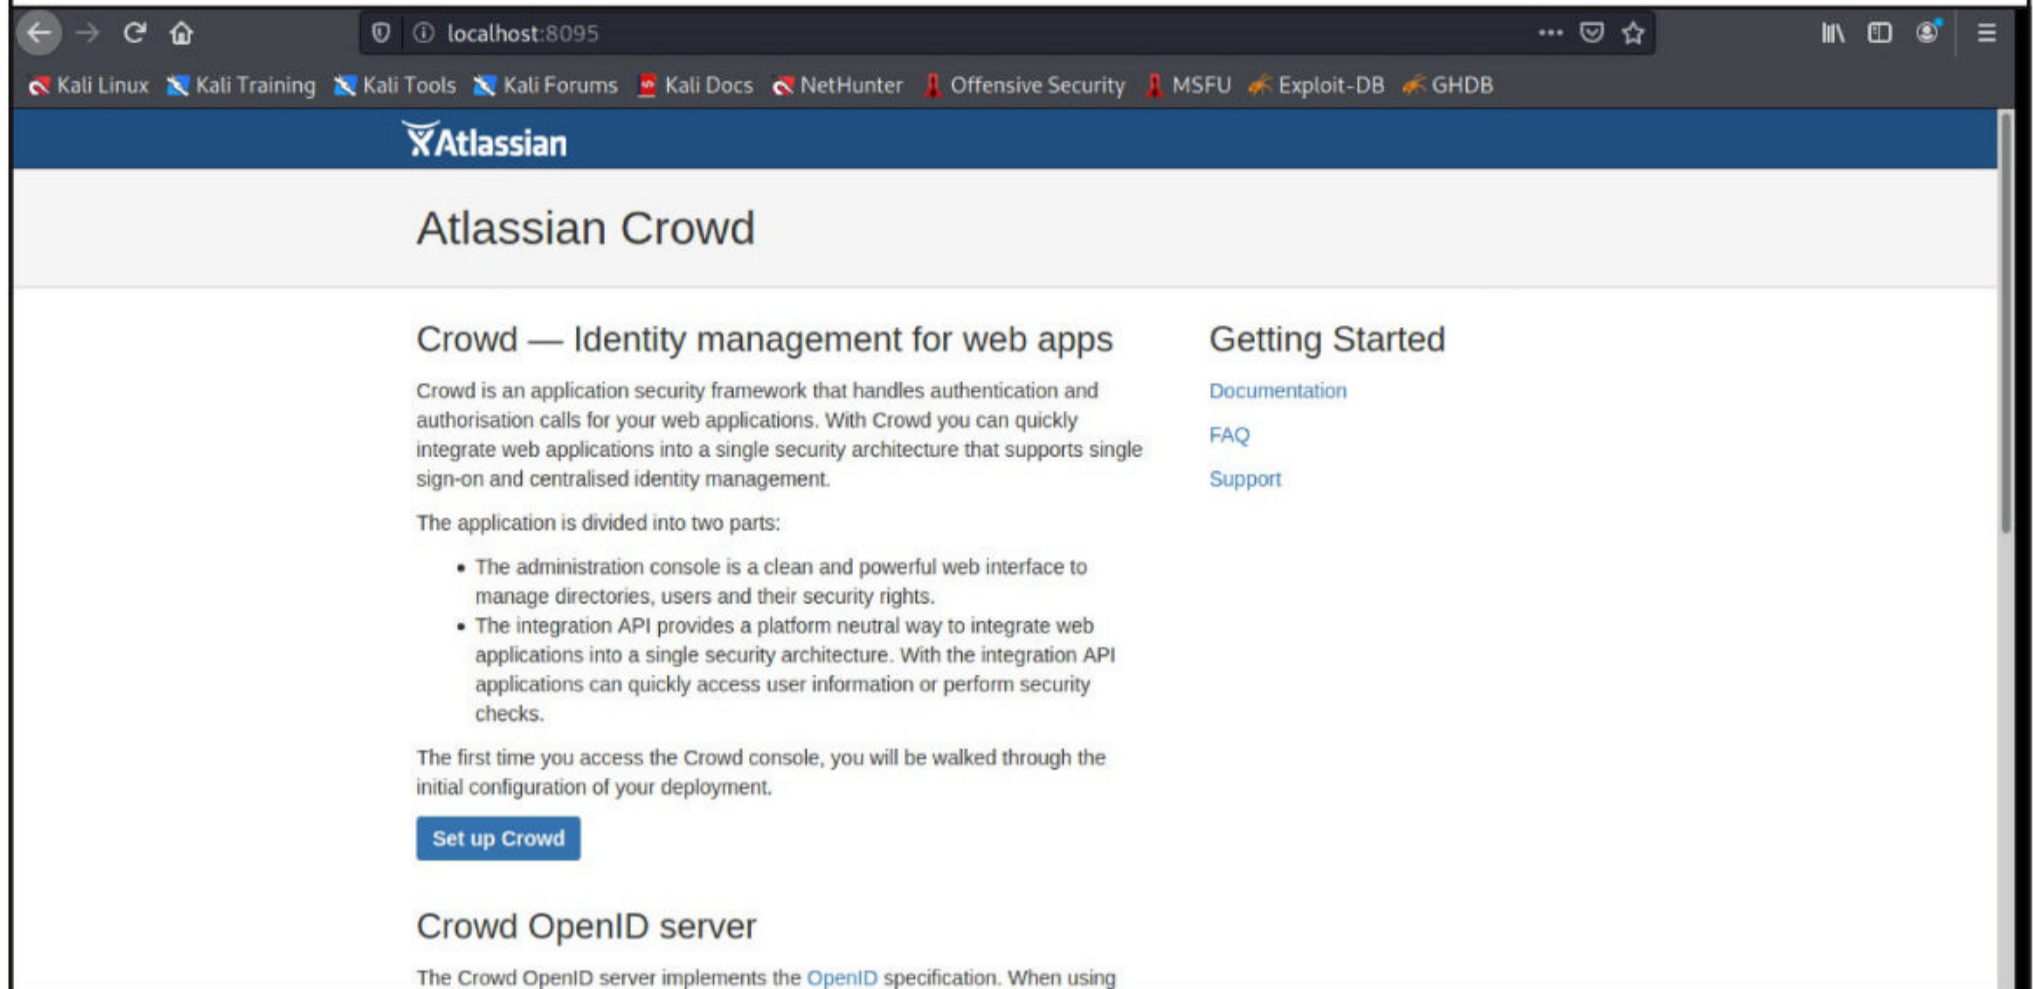 localhost:8095
Kali Linux Kali Training Kali Tools Kali Forums Kali Docs NetHunter Offensive Security MSFU Exploit-DB GHDB
Atlassian
Atlassian Crowd
Crowd — Identity management for web apps
Crowd is an application security framework that handles authentication and
authorisation calls for your web applications. With Crowd you can quickly
integrate web applications into a single security architecture that supports single
sign-on and centralised identity management.
The application is divided into two parts:
• The administration console is a clean and powerful web interface to
manage directories, users and their security rights.
• The integration API provides a platform neutral way to integrate web
applications into a single security architecture. With the integration API
applications can quickly access user information or perform security
checks.
The first time you access the Crowd console, you will be walked through the
initial configuration of your deployment.
Set up Crowd
Crowd OpenID server
The Crowd OpenID server implements the OpenID specification. When using
Getting Started
Documentation
FAQ
Support